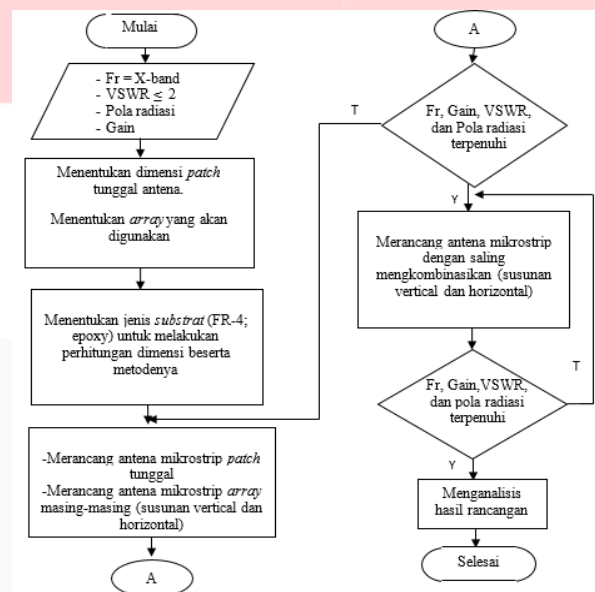 Mulai
- Fr = X-band
- VSWR ≤ 2
- Pola radiasi
- Gain
Menentukan dimensi patch
tunggal antena.
Menentukan array yang akan
digunakan
Menentukan jenis substrat (FR-4;
epoxy) untuk melakukan
perhitungan dimensi beserta
metodenya
-Merancang antena mikrostrip patch
tunggal
-Merancang antena mikrostrip array
masing-masing (susunan vertical dan
horizontal)
A
A
Fr, Gain, VSWR,
dan Pola radiasi
terpenuhi
T
Y
Merancang antena mikrostrip
dengan saling
mengkombinasikan (susunan
vertical dan horizontal)
Fr, Gain,VSWR,
dan pola radiasi
terpenuhi
T
Y
Menganalisis
hasil rancangan
Selesai